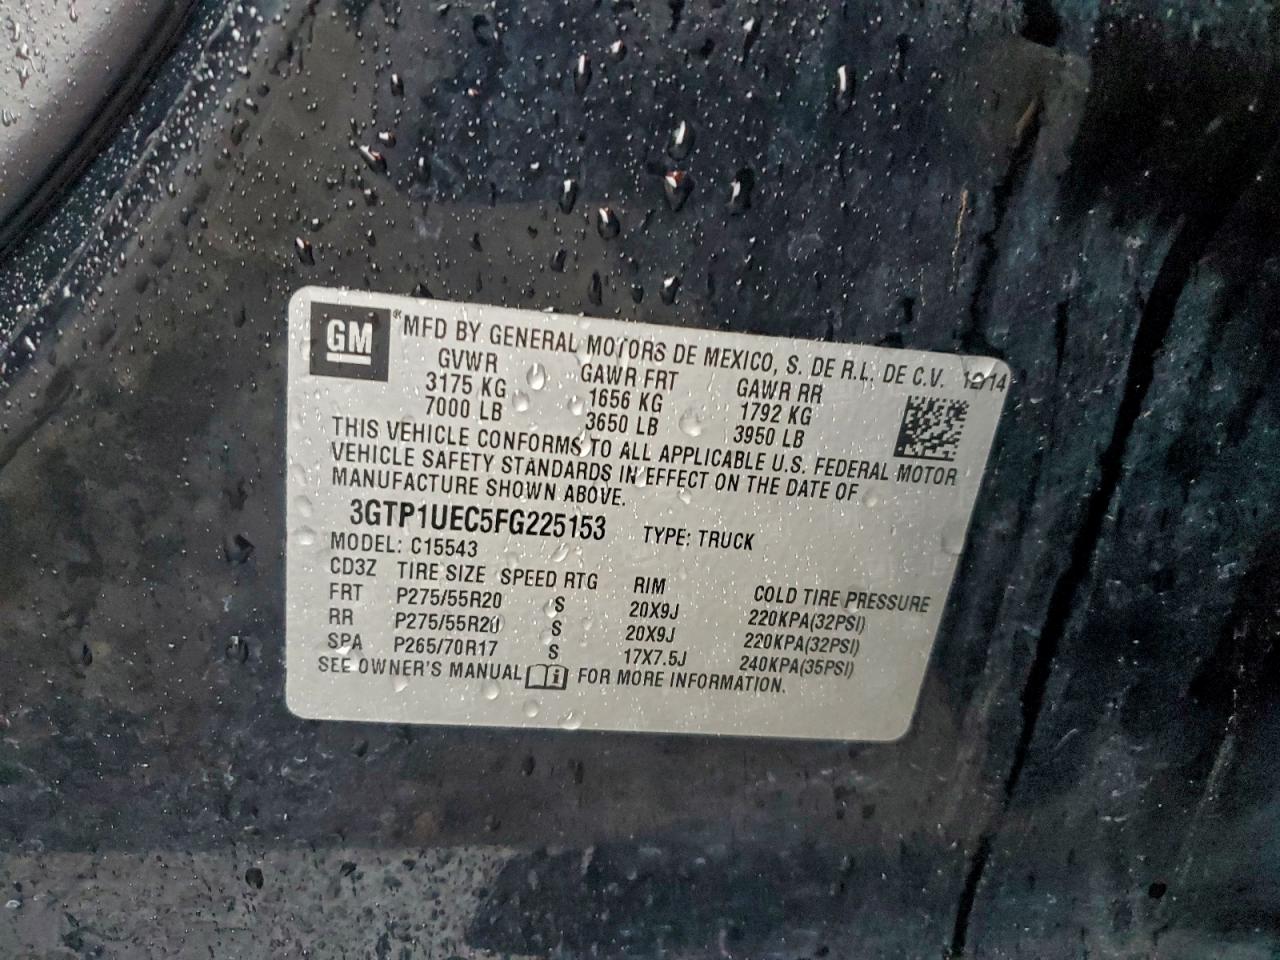 GM ® MFD BY GENERAL MOTORS DE MEXICO, S. DE R.L. DE C.V. 12/14
GVWR GAWR FRT GAWR RR
3175 KG 1656 KG 1792 KG
7000 LB 3650 LB 3950 LB
THIS VEHICLE CONFORMS TO ALL APPLICABLE U.S. FEDERAL MOTOR
VEHICLE SAFETY STANDARDS IN EFFECT ON THE DATE OF
MANUFACTURE SHOWN ABOVE.
3GTP1UEC5FG225153 TYPE: TRUCK
MODEL: C15543
CD3Z TIRE SIZE SPEED RTG RIM COLD TIRE PRESSURE
FRT P275/55R20 S 20X9J 220KPA(32PSI)
RR P275/55R20 S 20X9J 220KPA(32PSI)
SPA P265/70R17 S 17X7.5J 240KPA(35PSI)
SEE OWNER'S MANUAL i FOR MORE INFORMATION.